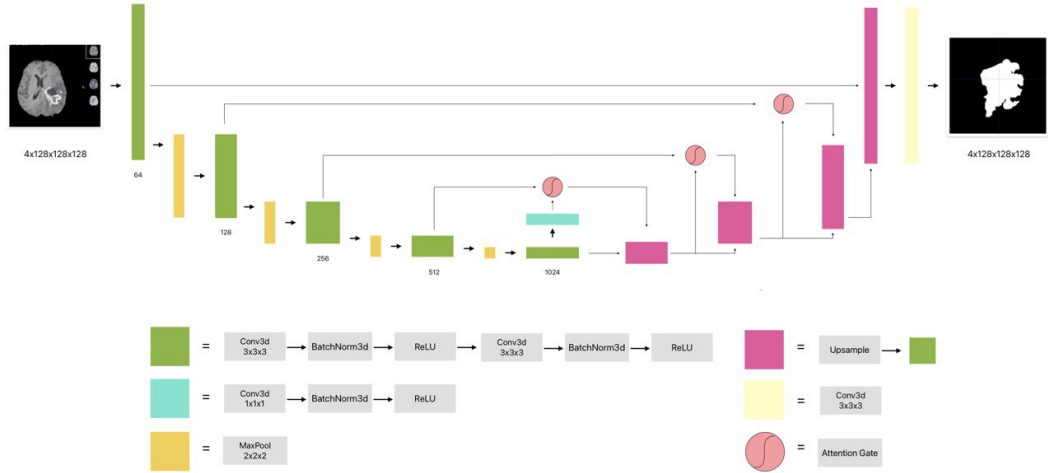 4x128x128x128
64
128
256
512
1024
4x128x128x128
= Conv3d 3x3x3 BatchNorm3d ReLU Conv3d 3x3x3 BatchNorm3d ReLU
= Conv3d 1x1x1 BatchNorm3d ReLU
= MaxPool 2x2x2
= Upsample
= Conv3d 3x3x3
= Attention Gate